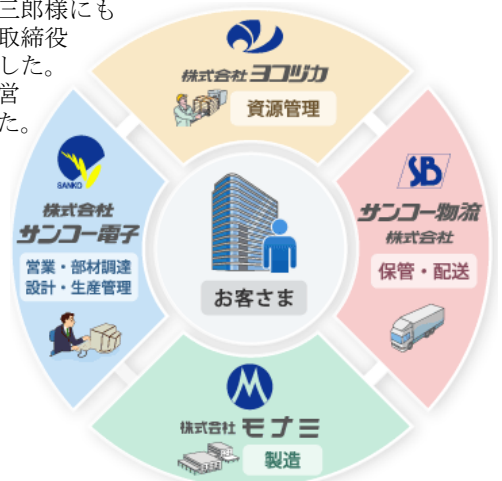 三郎様にも
取締役
した。
営
た。
株式会社 ヨコツカ
資源管理
SANKO
株式会社
サンコー電子
営業・部材調達
設計・生産管理
SB
サンコー物流
株式会社
保管・配送
お客さま
M
株式会社 モナミ
製造